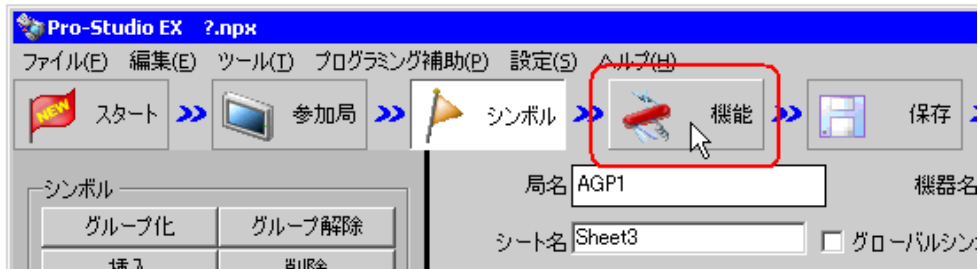 Pro-Studio EX ?.npx
ファイル(F) 編集(E) ツール(T) プログラミング補助(P) 設定(S) ヘルプ(H)
NEW スタート 参加局 シンボル 機能 保存
シンボル
局名 AGP1 機器名
グループ化 グループ解除
シート名 Sheet3 グローバルシン
挿入 削除